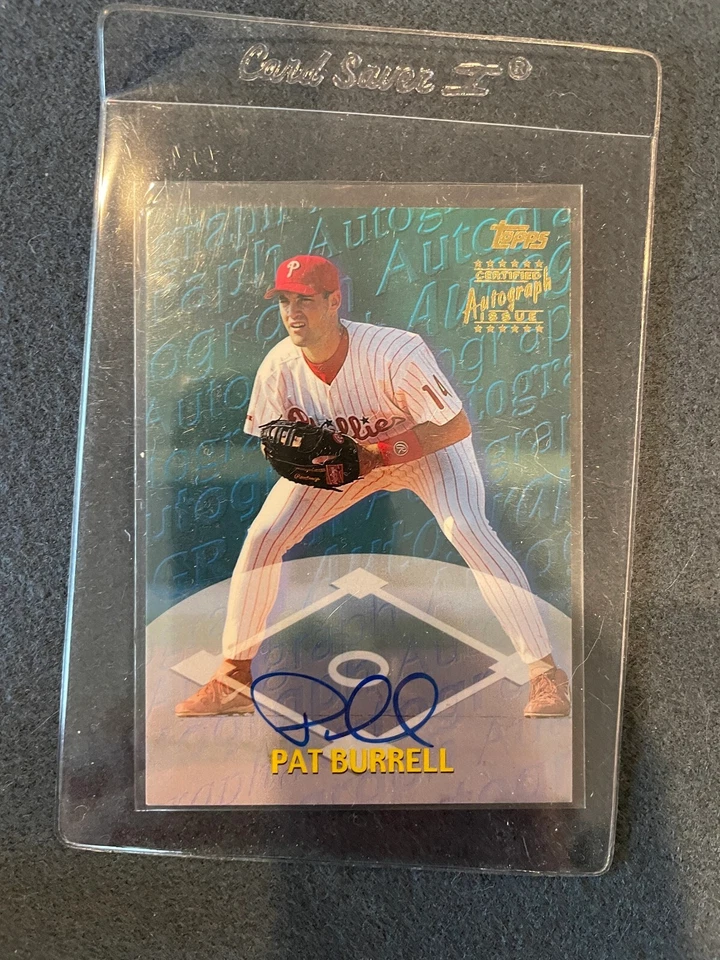 Card Saver I®
TOPPS
CERTIFIED
Autograph
ISSUE
P
14
Phillies
PAT BURRELL